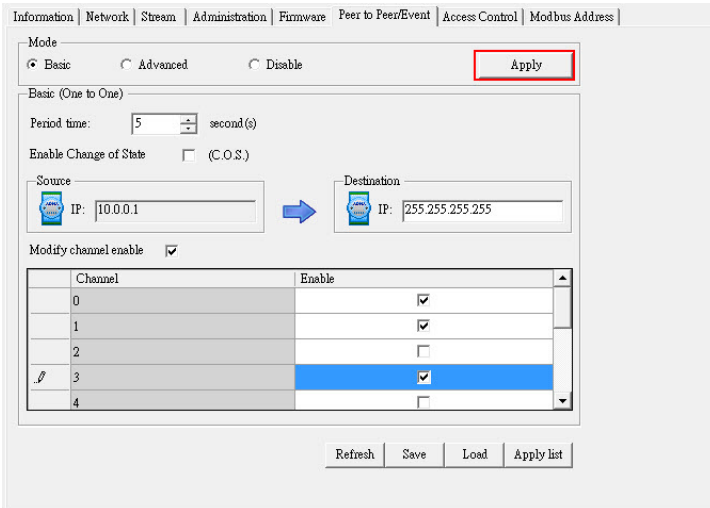 Information Network Stream Administration Firmware Peer to Peer/Event Access Control Modbus Address
Mode
Basic Advanced Disable Apply
Basic (One to One)
Period time: 5 second(s)
Enable Change of State (C.O.S.)
Source Destination
IP: 10.0.0.1 IP: 255.255.255.255
Modify channel enable
Channel Enable
0
1
2
3
4
Refresh Save Load Apply list